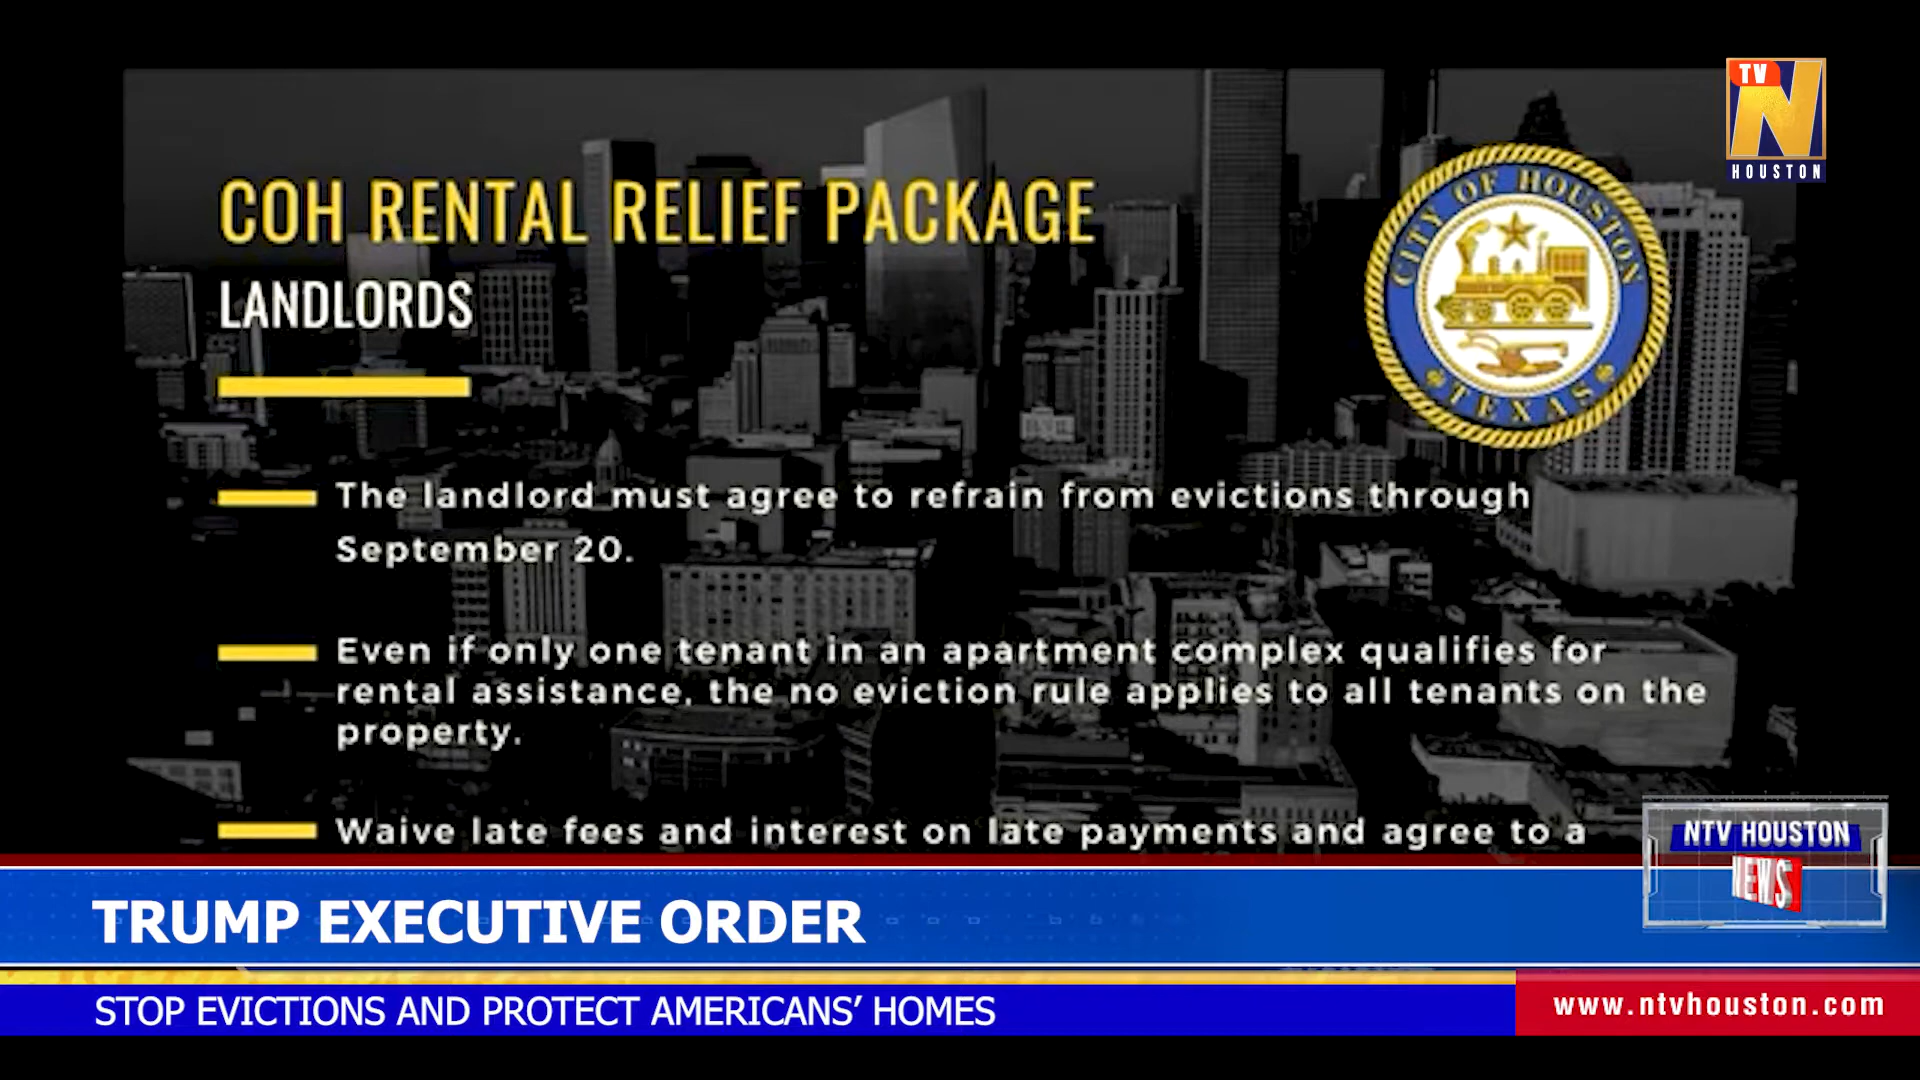 TV
N
HOUSTON
COH RENTAL RELIEF PACKAGE
LANDLORDS
CITY OF HOUSTON
TEXAS
The landlord must agree to refrain from evictions through
September 20.
Even if only one tenant in an apartment complex qualifies for
rental assistance, the no eviction rule applies to all tenants on the
property.
Waive late fees and interest on late payments and agree to a
NTV HOUSTON
NEWS
TRUMP EXECUTIVE ORDER
STOP EVICTIONS AND PROTECT AMERICANS’ HOMES
www.ntvhouston.com